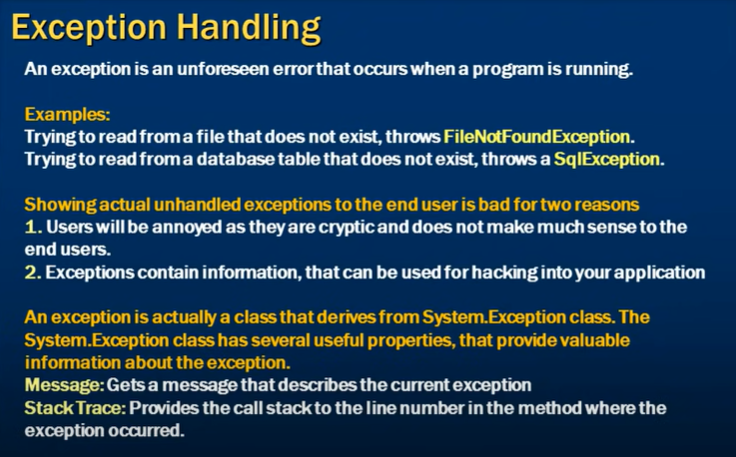 Exception Handling
An exception is an unforeseen error that occurs when a program is running.
Examples:
Trying to read from a file that does not exist, throws FileNotFoundException.
Trying to read from a database table that does not exist, throws a SqlException.
Showing actual unhandled exceptions to the end user is bad for two reasons
1. Users will be annoyed as they are cryptic and does not make much sense to the
end users.
2. Exceptions contain information, that can be used for hacking into your application
An exception is actually a class that derives from System.Exception class. The
System.Exception class has several useful properties, that provide valuable
information about the exception.
Message: Gets a message that describes the current exception
Stack Trace: Provides the call stack to the line number in the method where the
exception occurred.